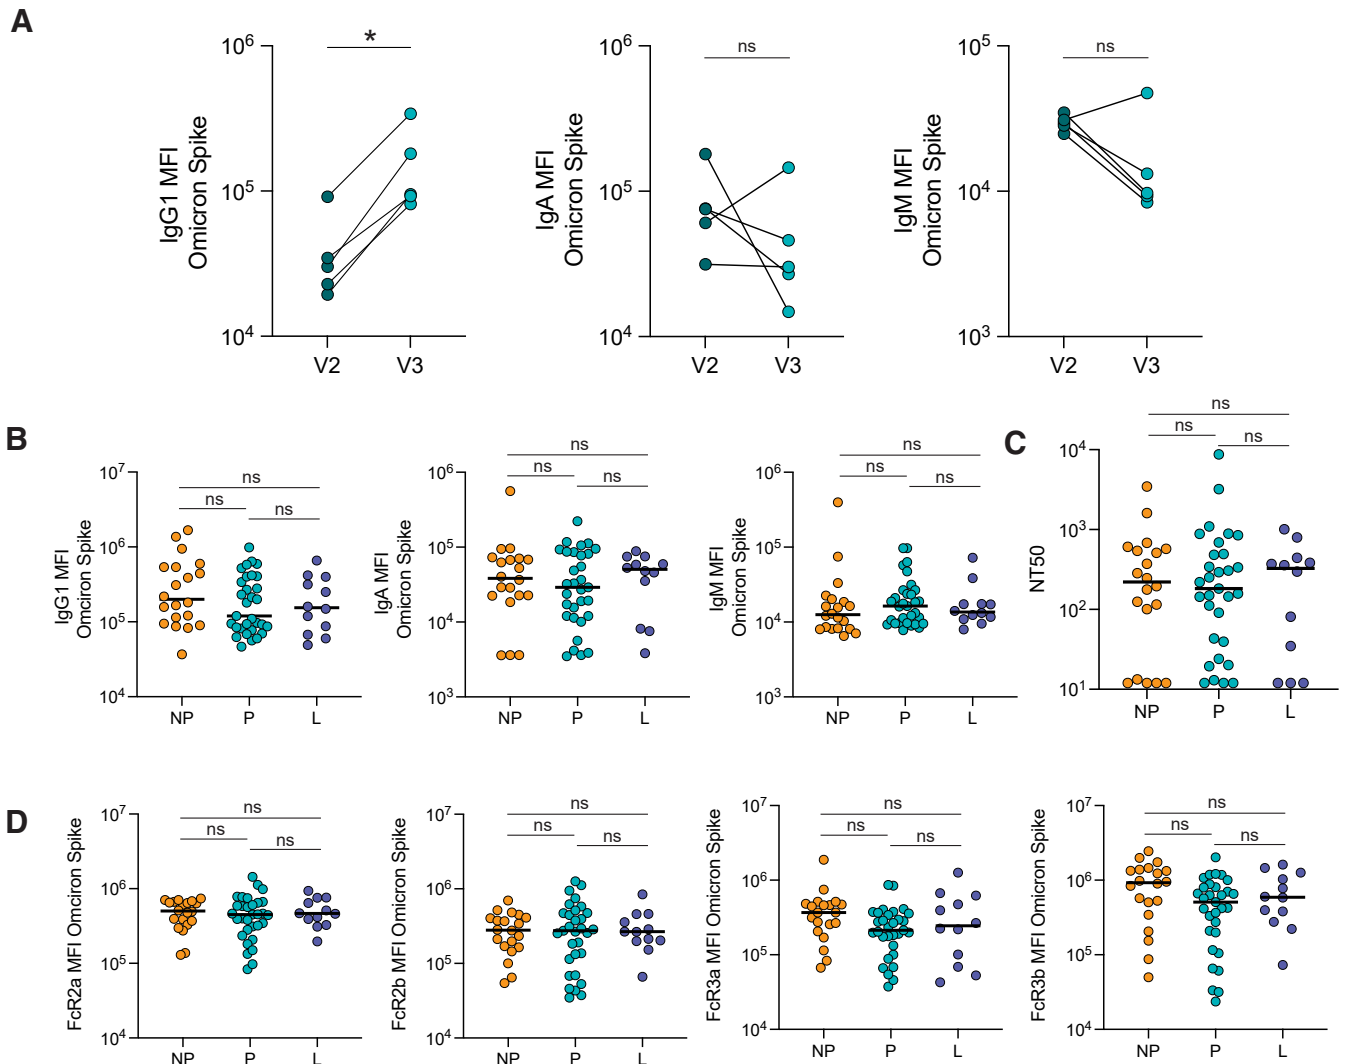 A
10⁶
10⁵
10⁴
IgG1 MFI
Omicron Spike
*
V2
V3
10⁶
10⁵
10⁴
IgA MFI
Omicron Spike
ns
V2
V3
10⁵
10⁴
10³
IgM MFI
Omicron Spike
ns
V2
V3
B
10⁷
10⁶
10⁵
10⁴
IgG1 MFI
Omciron Spike
ns
ns
ns
NP
P
L
10⁶
10⁵
10⁴
10³
IgA MFI
Omicron Spike
ns
ns
ns
NP
P
L
10⁶
10⁵
10⁴
10³
IgM MFI
Omicron Spike
ns
ns
ns
NP
P
L
C
10⁴
10³
10²
10¹
NT50
ns
ns
ns
NP
P
L
D
10⁷
10⁶
10⁵
10⁴
FcR2a MFI Omicron Spike
ns
ns
ns
NP
P
L
10⁷
10⁶
10⁵
10⁴
FcR2b MFI Omicron Spike
ns
ns
ns
NP
P
L
10⁷
10⁶
10⁵
10⁴
FcR3a MFI Omicron Spike
ns
ns
ns
NP
P
L
10⁷
10⁶
10⁵
10⁴
FcR3b MFI Omicron Spike
ns
ns
ns
NP
P
L